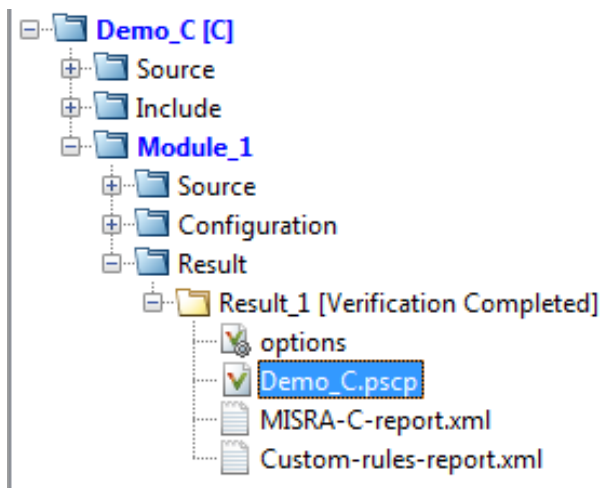 Demo_C [C]
Source
Include
Module_1
Source
Configuration
Result
Result_1 [Verification Completed]
options
Demo_C.pscp
MISRA-C-report.xml
Custom-rules-report.xml